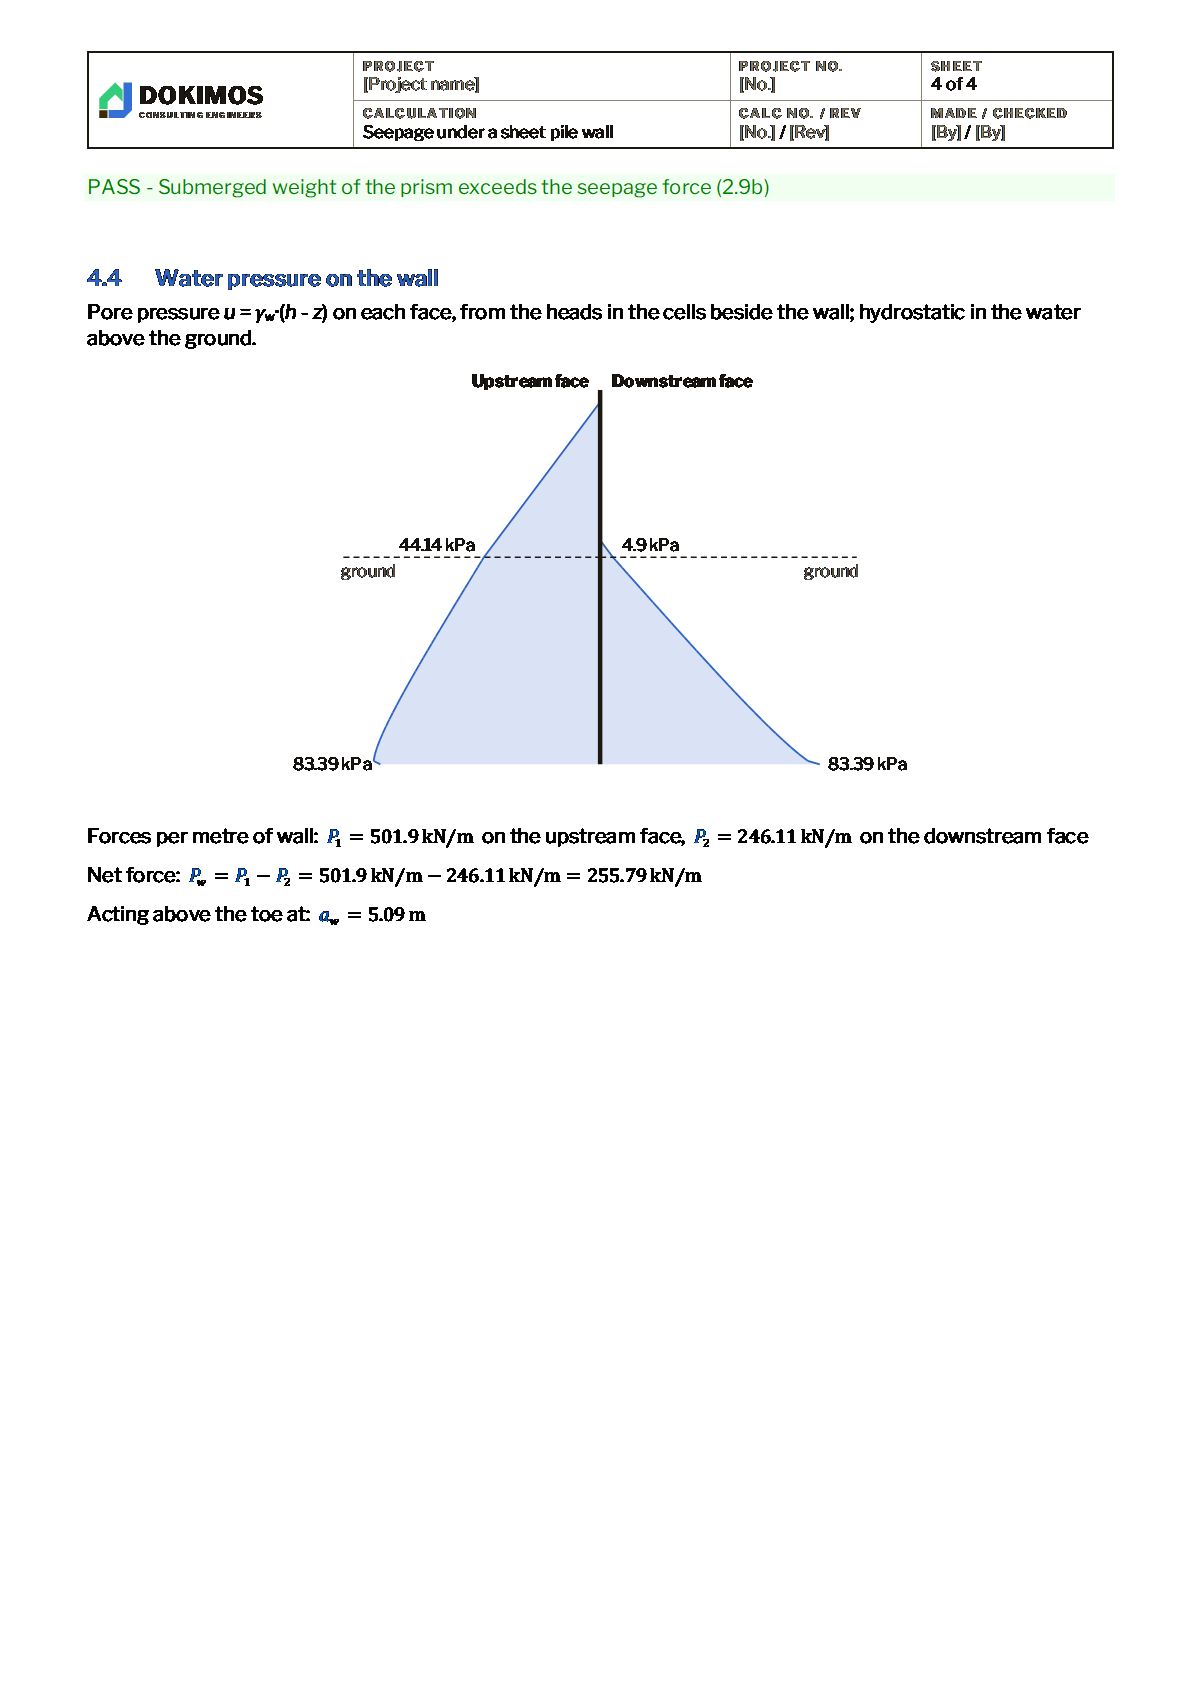 DOKIMOS
CONSULTING ENGINEERS
PROJECT
[Project name]
PROJECT NO.
[No.]
SHEET
4 of 4
CALCULATION
Seepage under a sheet pile wall
CALC NO. / REV
[No.] / [Rev]
MADE / CHECKED
[By] / [By]
PASS - Submerged weight of the prism exceeds the seepage force (2.9b)
4.4 Water pressure on the wall
Pore pressure u = γw·(h - z) on each face, from the heads in the cells beside the wall; hydrostatic in the water
above the ground.
Upstream face Downstream face
44.14 kPa 4.9 kPa
ground ground
83.39 kPa 83.39 kPa
Forces per metre of wall: P1 = 501.9 kN/m on the upstream face, P2 = 246.11 kN/m on the downstream face
Net force: Pw = P1 − P2 = 501.9 kN/m − 246.11 kN/m = 255.79 kN/m
Acting above the toe at: aw = 5.09 m